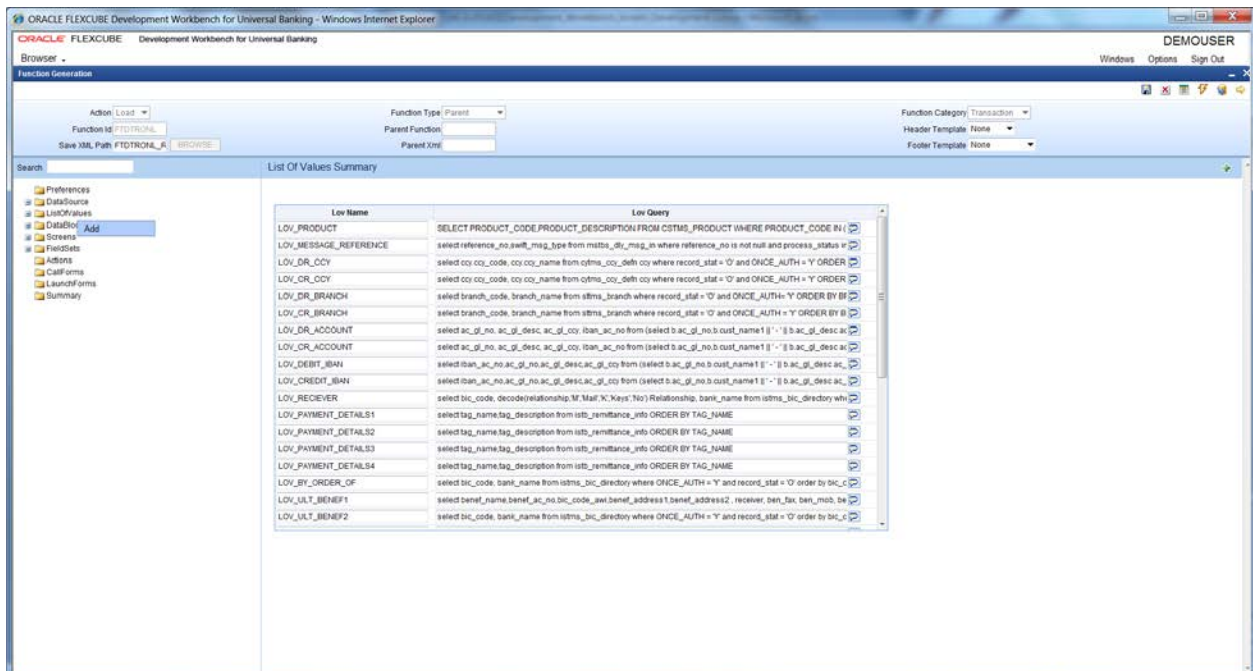 ORACLE FLEXCUBE Development Workbench for Universal Banking - Windows Internet Explorer
ORACLE FLEXCUBE Development Workbench for Universal Banking
DEMOUSER
Browser
Windows Options Sign Out
Function Generation
Action Load
Function Type Parent
Function Category Transaction
Function Id FTDTRONL
Parent Function
Header Template None
Save XML Path FTDTRONL_R BROWSE
Parent Xml
Footer Template None
Search
List Of Values Summary
Preferences
DataSource
ListOfValues
DataBloc
Add
Screens
FieldSets
Actions
CallForms
LaunchForms
Summary
Lov Name Lov Query
LOV_PRODUCT SELECT PRODUCT_CODE,PRODUCT_DESCRIPTION FROM CSTMS_PRODUCT WHERE PRODUCT_CODE IN (
LOV_MESSAGE_REFERENCE select reference_no,swift_msg_type from mstbs_dly_msg_in where reference_no is not null and process_status in
LOV_DR_CCY select ccy.ccy_code, ccy.ccy_name from cytms_ccy_defn ccy where record_stat = 'O' and ONCE_AUTH = 'Y' ORDER
LOV_CR_CCY select ccy.ccy_code, ccy.ccy_name from cytms_ccy_defn ccy where record_stat = 'O' and ONCE_AUTH = 'Y' ORDER
LOV_DR_BRANCH select branch_code, branch_name from sttms_branch where record_stat = 'O' and ONCE_AUTH= 'Y' ORDER BY BR
LOV_CR_BRANCH select branch_code, branch_name from sttms_branch where record_stat = 'O' and ONCE_AUTH = 'Y' ORDER BY B
LOV_DR_ACCOUNT select ac_gl_no, ac_gl_desc, ac_gl_ccy, iban_ac_no from (select b.ac_gl_no,b.cust_name1 || ' - ' || b.ac_gl_desc ac
LOV_CR_ACCOUNT select ac_gl_no, ac_gl_desc, ac_gl_ccy, iban_ac_no from (select b.ac_gl_no,b.cust_name1 || ' - ' || b.ac_gl_desc ac
LOV_DEBIT_IBAN select iban_ac_no,ac_gl_no,ac_gl_desc,ac_gl_ccy from (select b.ac_gl_no,b.cust_name1 || ' - ' || b.ac_gl_desc ac_
LOV_CREDIT_IBAN select iban_ac_no,ac_gl_no,ac_gl_desc,ac_gl_ccy from (select b.ac_gl_no,b.cust_name1 || ' - ' || b.ac_gl_desc ac_
LOV_RECIEVER select bic_code, decode(relationship,'M','Mail','K','Keys','No') Relationship, bank_name from istms_bic_directory whe
LOV_PAYMENT_DETAILS1 select tag_name,tag_description from istb_remittance_info ORDER BY TAG_NAME
LOV_PAYMENT_DETAILS2 select tag_name,tag_description from istb_remittance_info ORDER BY TAG_NAME
LOV_PAYMENT_DETAILS3 select tag_name,tag_description from istb_remittance_info ORDER BY TAG_NAME
LOV_PAYMENT_DETAILS4 select tag_name,tag_description from istb_remittance_info ORDER BY TAG_NAME
LOV_BY_ORDER_OF select bic_code, bank_name from istms_bic_directory where ONCE_AUTH = 'Y' and record_stat = 'O' order by bic_c
LOV_ULT_BENEF1 select benef_name,benef_ac_no,bic_code_awi,benef_address1,benef_address2 , receiver, ben_fax, ben_mob, be
LOV_ULT_BENEF2 select bic_code, bank_name from istms_bic_directory where ONCE_AUTH = 'Y' and record_stat = 'O' order by bic_c